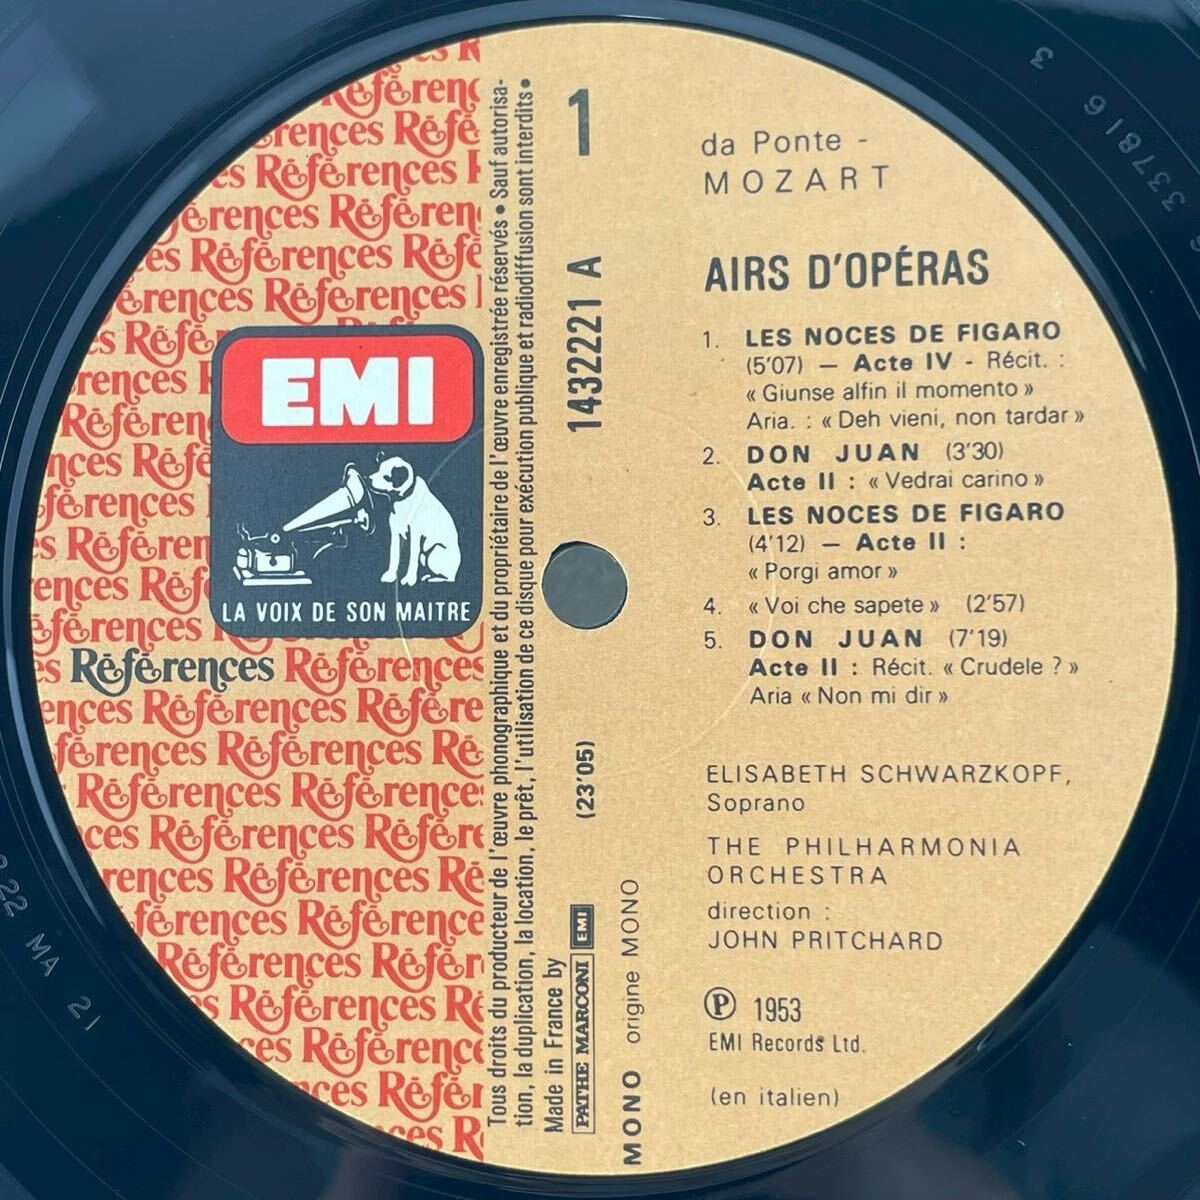 da Ponte -
MOZART
AIRS D'OPÉRAS
1. LES NOCES DE FIGARO
(5'07) — Acte IV - Récit. :
« Giunse alfin il momento »
Aria. : « Deh vieni, non tardar »
2. DON JUAN (3'30)
Acte II : « Vedrai carino »
3. LES NOCES DE FIGARO
(4'12) — Acte II :
« Porgi amor »
4. « Voi che sapete » (2'57)
5. DON JUAN (7'19)
Acte II : Récit. « Crudele ? »
Aria « Non mi dir »
ELISABETH SCHWARZKOPF,
Soprano
THE PHILHARMONIA
ORCHESTRA
direction :
JOHN PRITCHARD
Ⓟ 1953
EMI Records Ltd.
(en italien)
1
1432221 A
(23'05)
MONO origine MONO
Tous droits du producteur de l'œuvre phonographique et du propriétaire de l'œuvre enregistrée réservés • Sauf autorisa-
tion, la duplication, la location, le prêt, l'utilisation de ce disque pour exécution publique et radiodiffusion sont interdits •
Made in France by
PATHE MARCONI EMI
EMI
LA VOIX DE SON MAITRE
Références Références
337816
3
22 MA 21